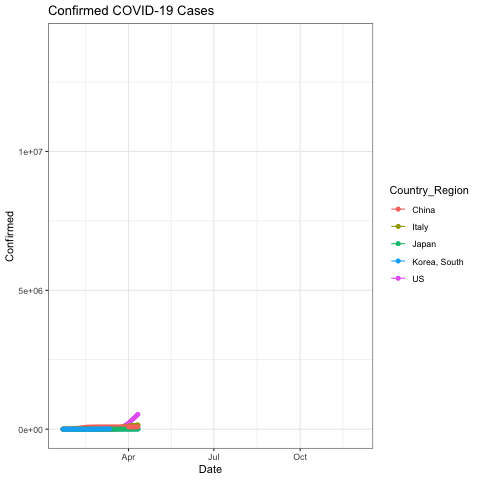 Confirmed COVID-19 Cases
1e+07
5e+06
0e+00
Confirmed
Apr
Jul
Oct
Date
Country_Region
China
Italy
Japan
Korea, South
US